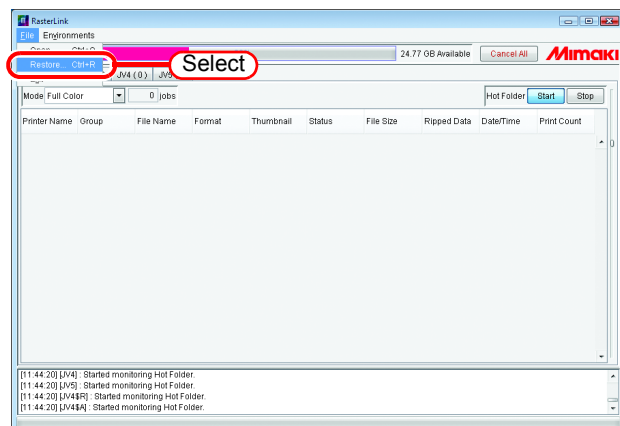 RasterLink
File Environments
24.77 GB Available Cancel All Mimaki
Restore... Ctrl+R Select
JV4 ( 0 ) JV5
Mode Full Color 0 jobs Hot Folder Start Stop
Printer Name Group File Name Format Thumbnail Status File Size Ripped Data Date/Time Print Count
[11:44:20] [JV4] : Started monitoring Hot Folder.
[11:44:20] [JV5] : Started monitoring Hot Folder.
[11:44:20] [JV4$R] : Started monitoring Hot Folder.
[11:44:20] [JV4$A] : Started monitoring Hot Folder.